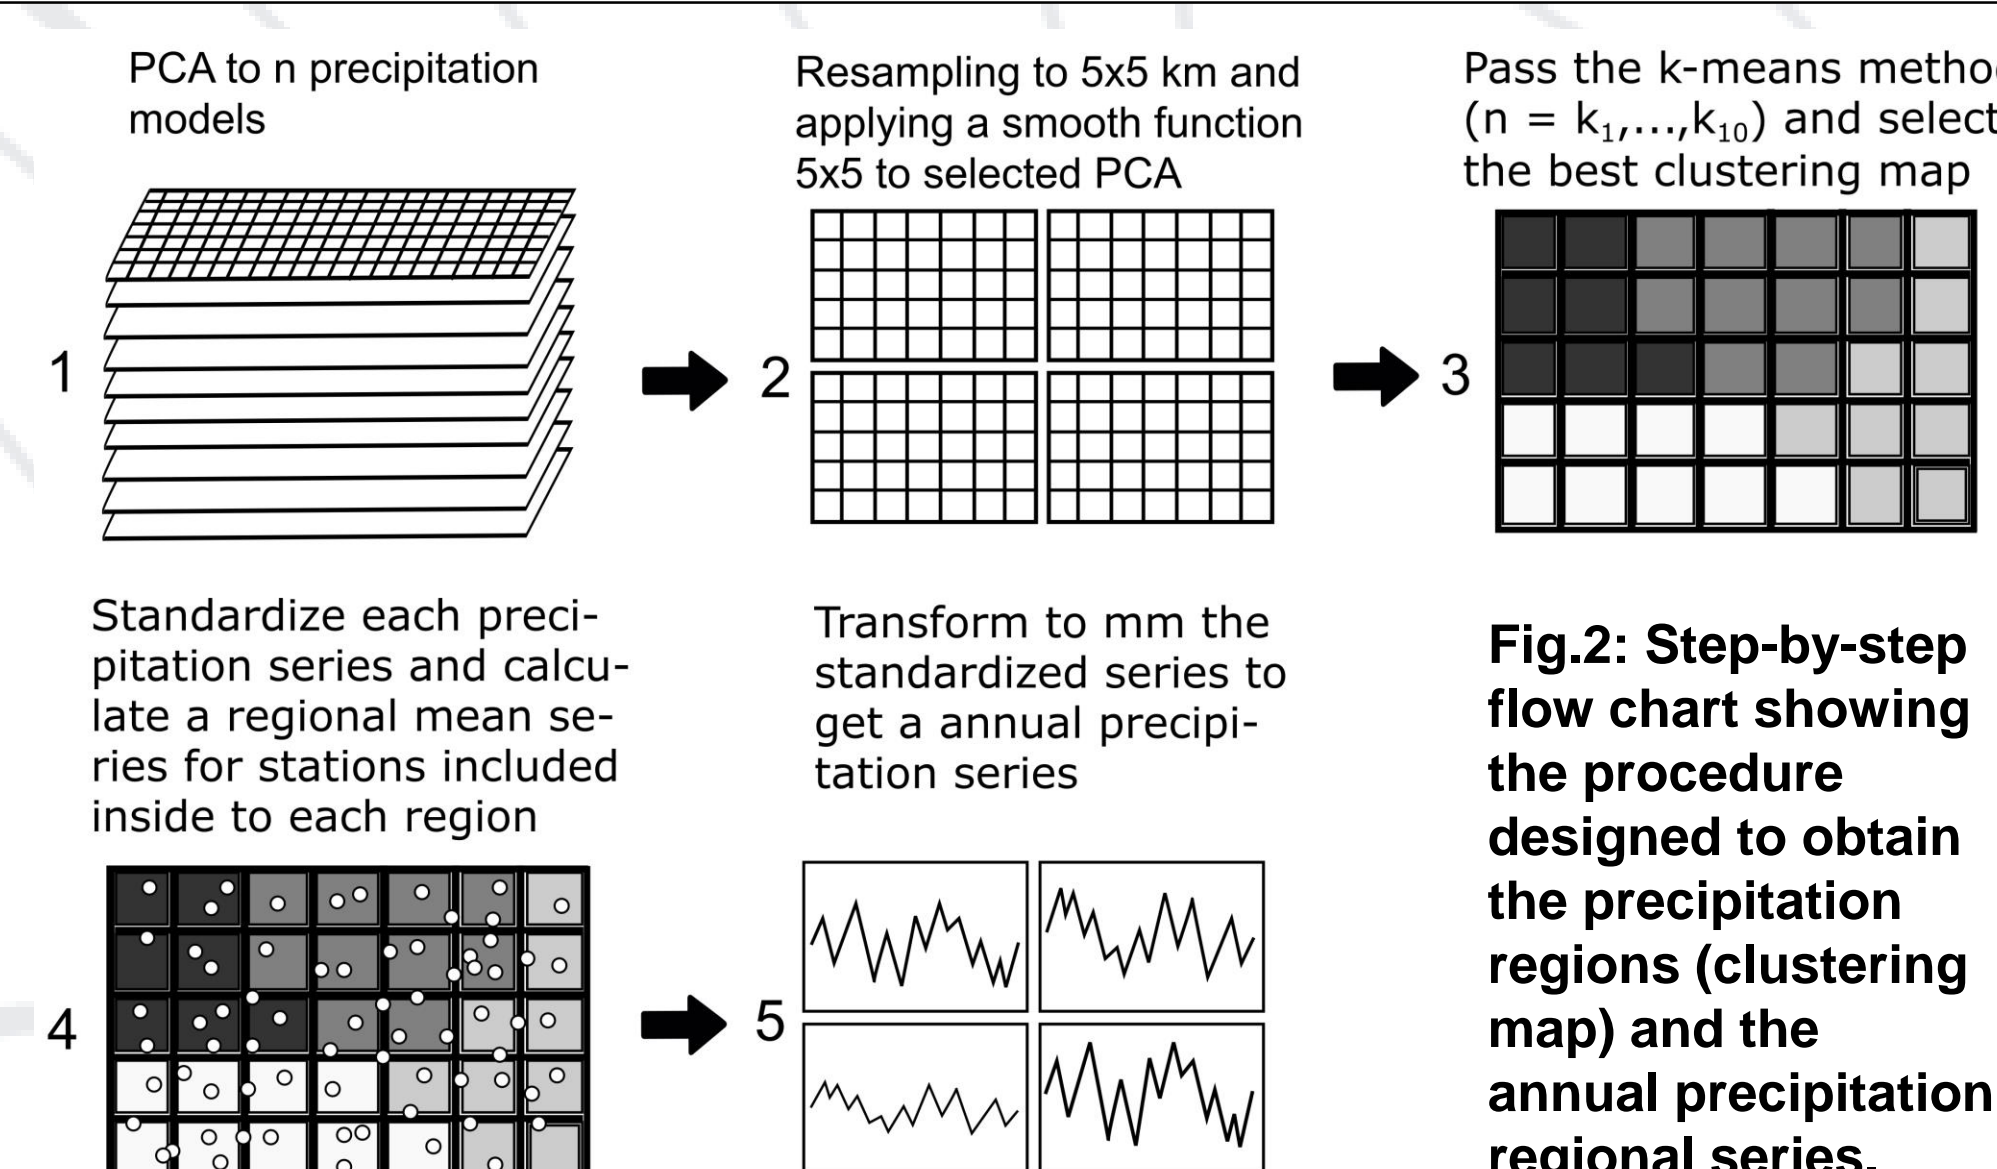 PCA to n precipitation
models
1
Resampling to 5x5 km and
applying a smooth function
5x5 to selected PCA
2
Pass the k-means metho
(n = k₁,...,k₁₀) and select
the best clustering map
3
Standardize each preci-
pitation series and calcu-
late a regional mean se-
ries for stations included
inside to each region
4
Transform to mm the
standardized series to
get a annual precipi-
tation series
5
Fig.2: Step-by-step
flow chart showing
the procedure
designed to obtain
the precipitation
regions (clustering
map) and the
annual precipitation
regional series.